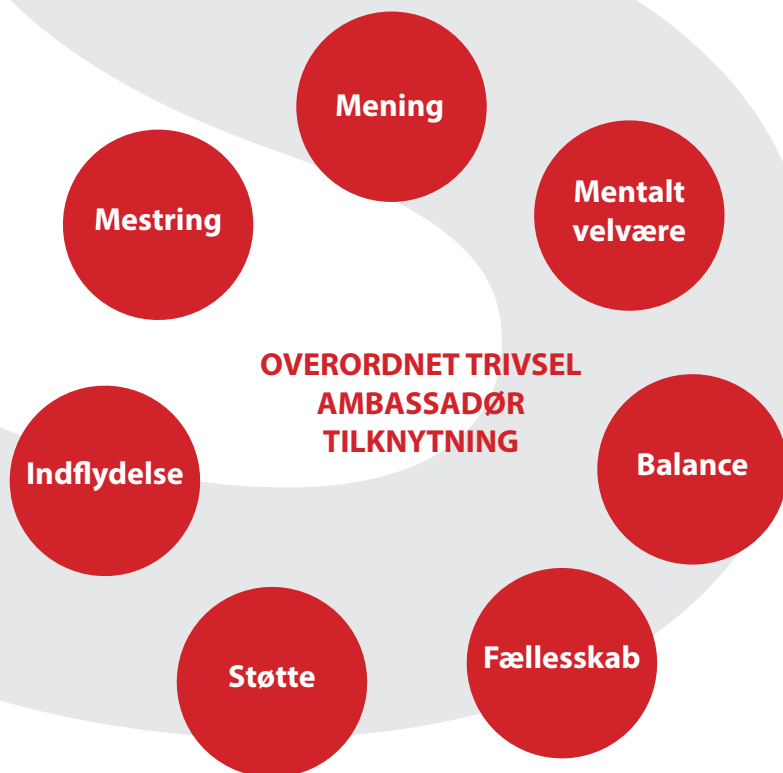 Mening
Mestring
Mentalt
velvære
OVERORDNET TRIVSEL
AMBASSADØR
TILKNYTNING
Indflydelse
Balance
Støtte
Fællesskab